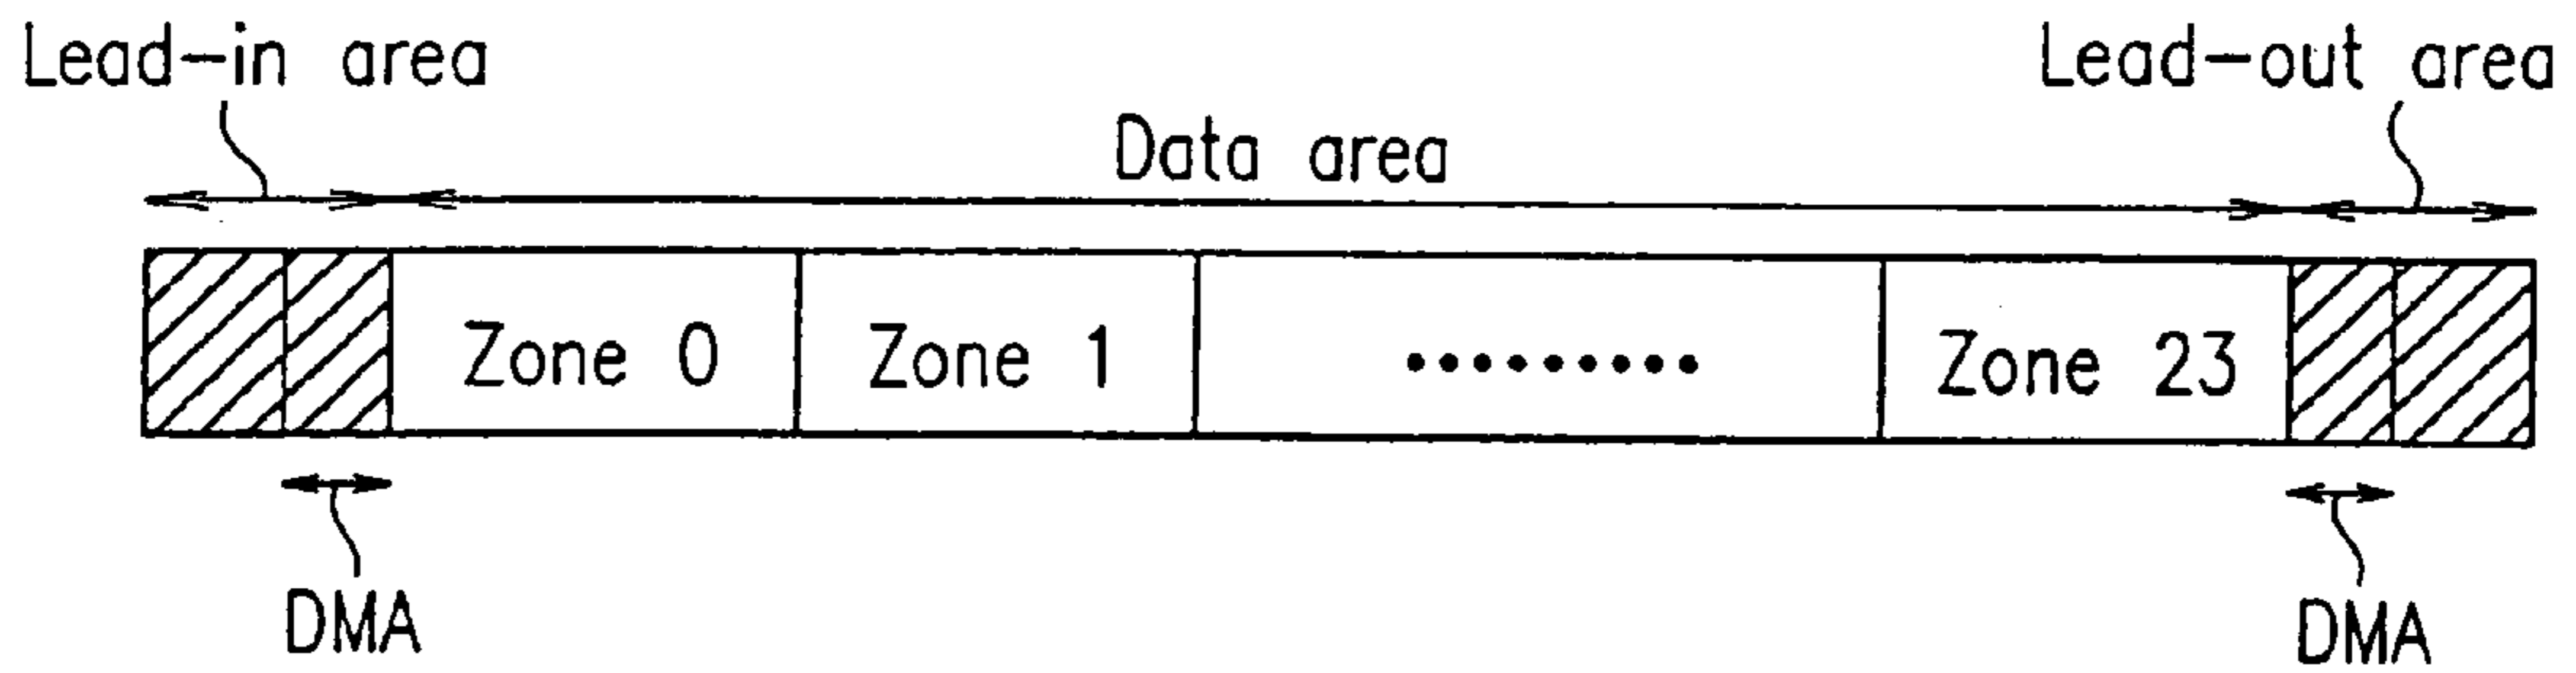 Lead-in area
Lead-out area
Data area
Zone 0
Zone 1
.........
Zone 23
DMA
DMA